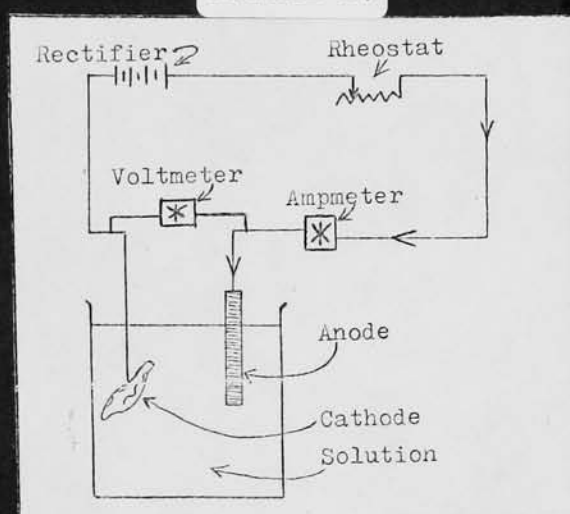 Rectifier
Rheostat
Voltmeter
Ampmeter
Anode
Cathode
Solution